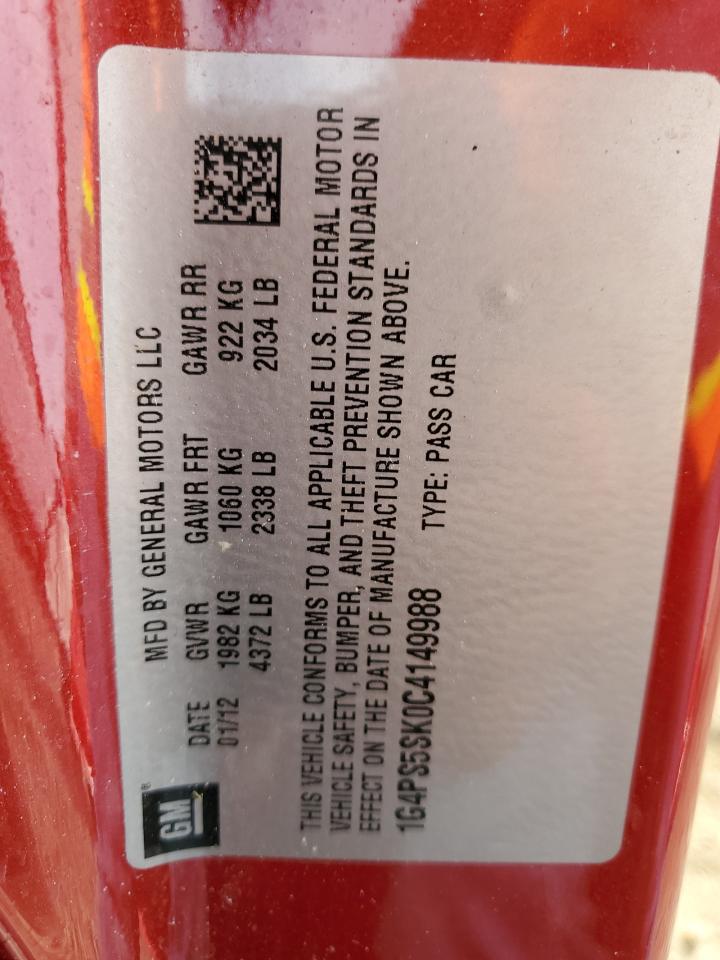 GM
MFD BY GENERAL MOTORS LLC
DATE GVWR GAWR FRT GAWR RR
01/12 1982 KG 1060 KG 922 KG
4372 LB 2338 LB 2034 LB
THIS VEHICLE CONFORMS TO ALL APPLICABLE U.S. FEDERAL MOTOR
VEHICLE SAFETY, BUMPER, AND THEFT PREVENTION STANDARDS IN
EFFECT ON THE DATE OF MANUFACTURE SHOWN ABOVE.
1G4PS5SK0C4149988 TYPE: PASS CAR